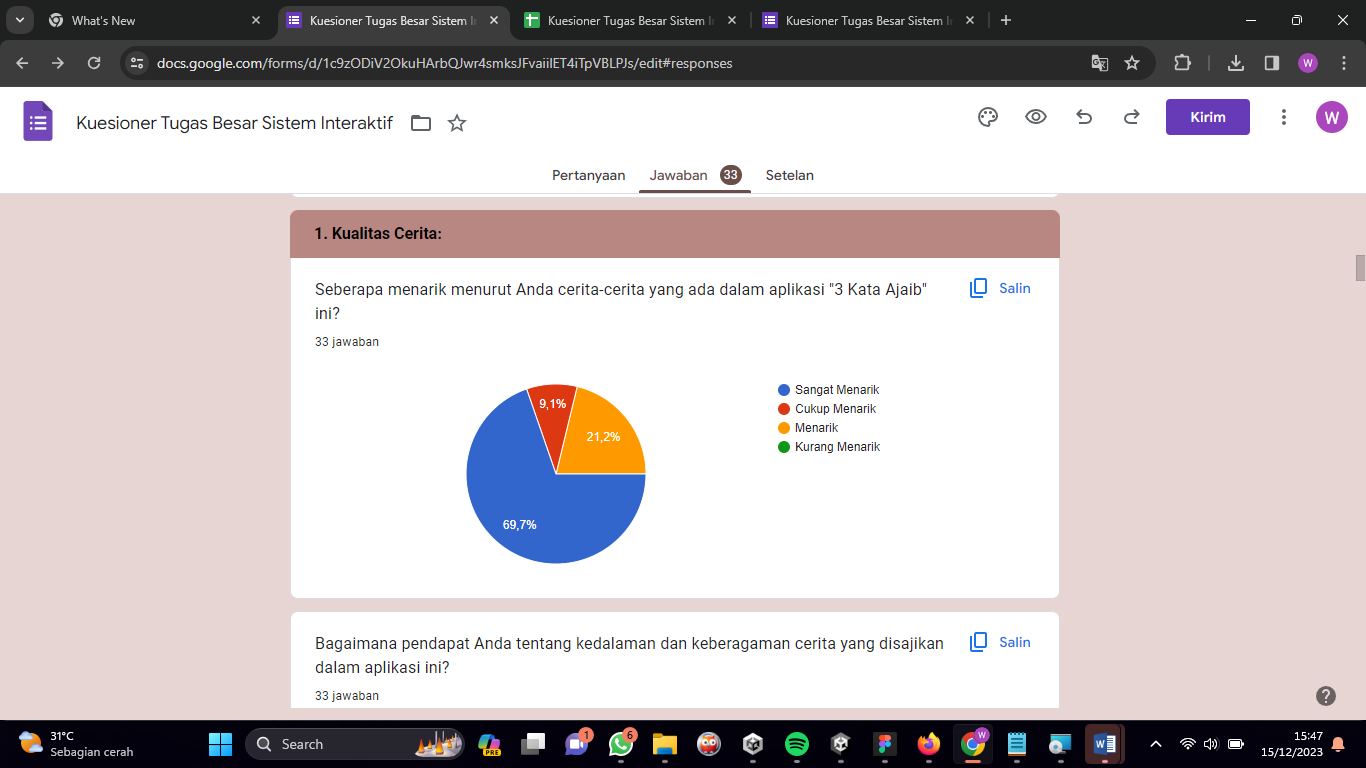 What's New
Kuesioner Tugas Besar Sistem I
Kuesioner Tugas Besar Sistem I
Kuesioner Tugas Besar Sistem I
docs.google.com/forms/d/1c9zODiV2OkuHArbQJwr4smksJFvaiiIET4iTpVBLPJs/edit#responses
W
Kuesioner Tugas Besar Sistem Interaktif
Kirim
W
Pertanyaan
Jawaban 33
Setelan
1. Kualitas Cerita:
Seberapa menarik menurut Anda cerita-cerita yang ada dalam aplikasi "3 Kata Ajaib"
ini?
Salin
33 jawaban
9,1%
21,2%
69,7%
Sangat Menarik
Cukup Menarik
Menarik
Kurang Menarik
Bagaimana pendapat Anda tentang kedalaman dan keberagaman cerita yang disajikan
dalam aplikasi ini?
Salin
33 jawaban
31°C
Sebagian cerah
Search
PRE
1
6
W
15:47
15/12/2023